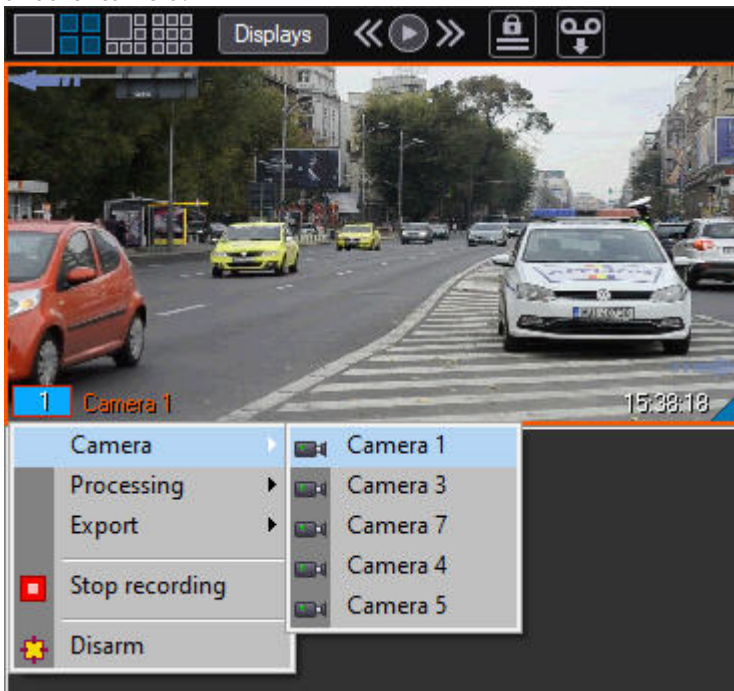 Displays
1 Camera 1
15:38:18
Camera
Processing
Export
Stop recording
Disarm
Camera 1
Camera 3
Camera 7
Camera 4
Camera 5